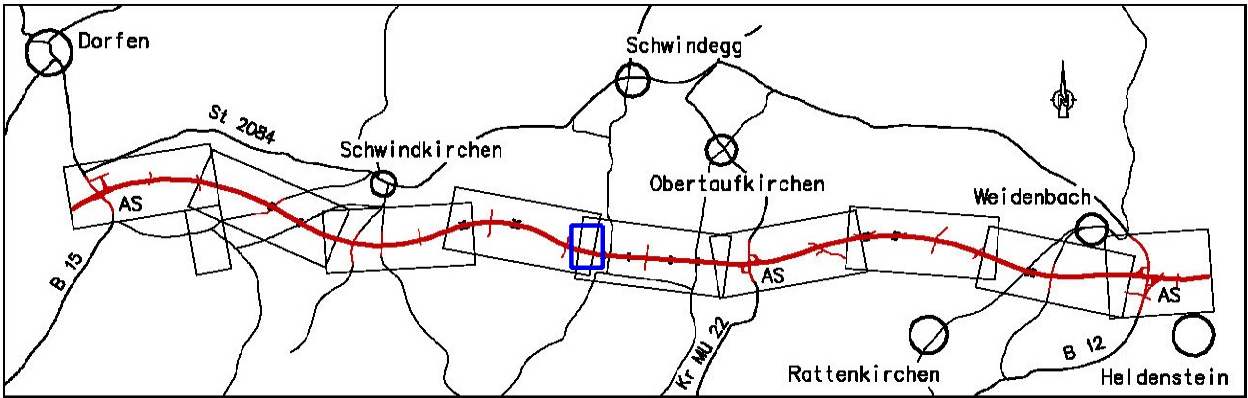 Dorfen
Schwindegg
St 2084
Schwindkirchen
Obertaufkirchen
Weidenbach
AS
B 15
AS
AS
Kr MÜ 22
B 12
Rattenkirchen
Heldenstein
N